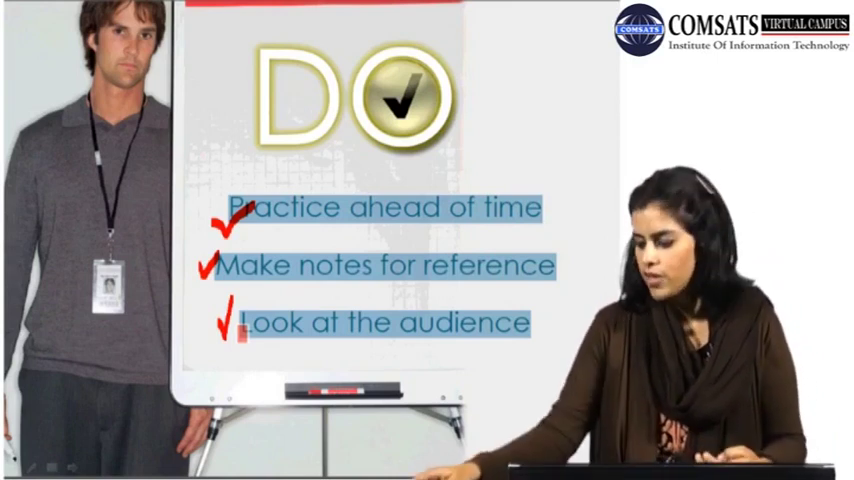 COMSATS VIRTUAL CAMPUS
Institute Of Information Technology
COMSATS
DO
Practice ahead of time
Make notes for reference
Look at the audience